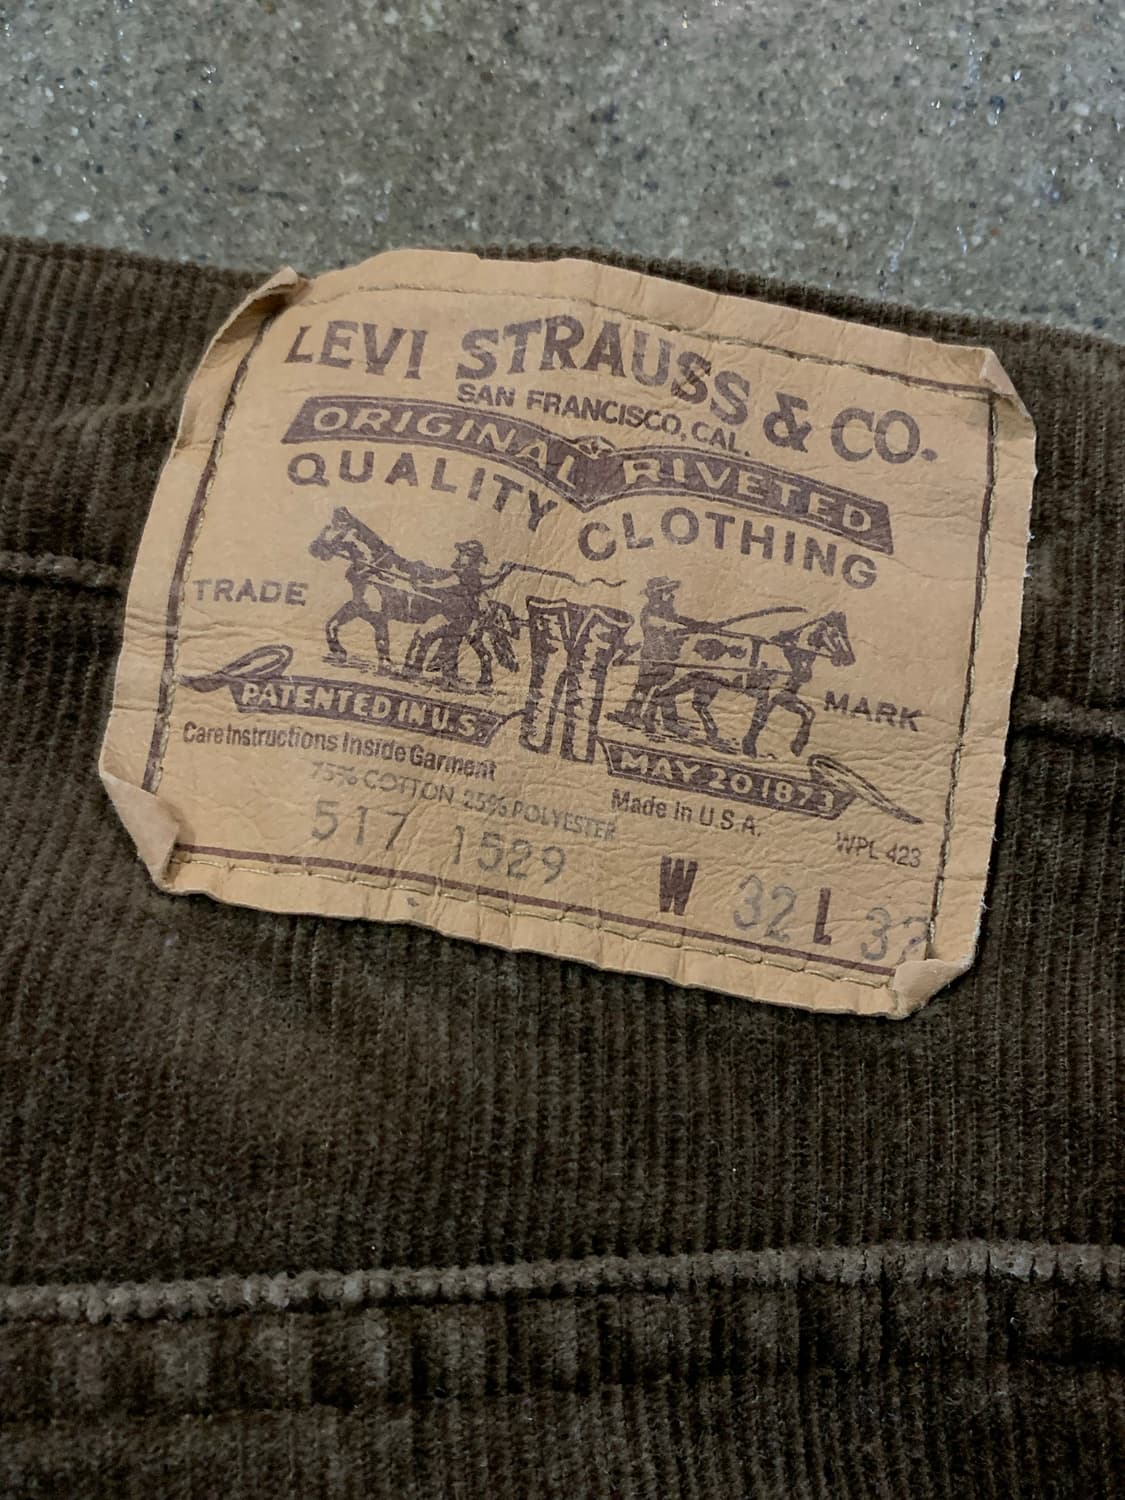 LEVI STRAUSS & CO.
SAN FRANCISCO, CAL.
ORIGINAL RIVETED
QUALITY CLOTHING
TRADE MARK
PATENTED IN U.S.
MAY 20 1873
Care Instructions Inside Garment
Made in U.S.A.
75% COTTON 25% POLYESTER
WPL 423
517 1529 W 32 L 32